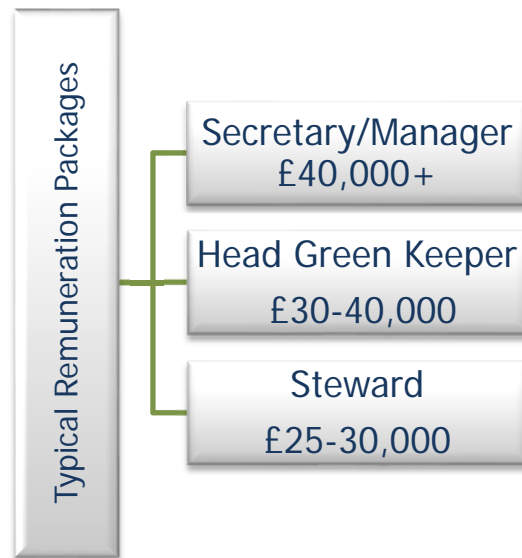 Typical Remuneration Packages
Secretary/Manager
£40,000+
Head Green Keeper
£30-40,000
Steward
£25-30,000